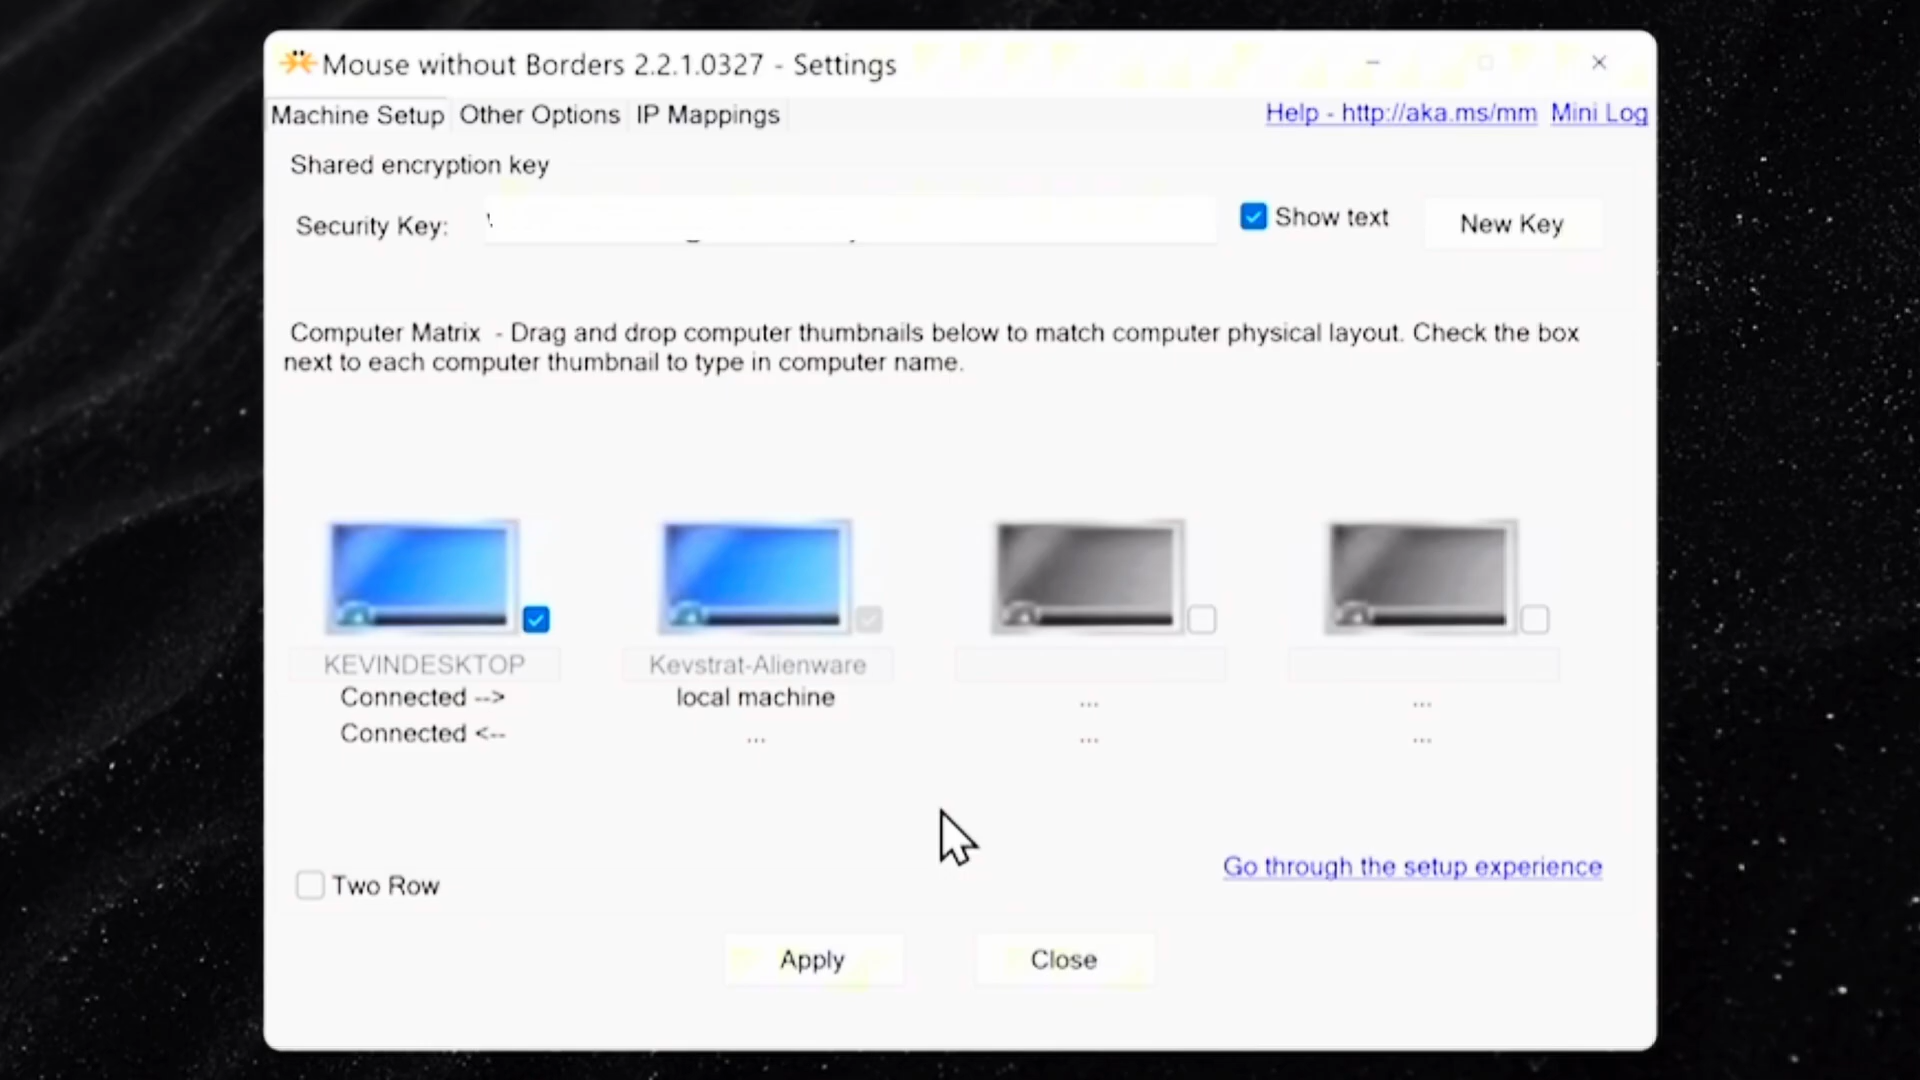 Mouse without Borders 2.2.1.0327 - Settings
Machine Setup Other Options IP Mappings Help - http://aka.ms/mm Mini Log
Shared encryption key
Security Key: Show text New Key
Computer Matrix - Drag and drop computer thumbnails below to match computer physical layout. Check the box
next to each computer thumbnail to type in computer name.
KEVINDESKTOP Kevstrat-Alienware
Connected --> local machine ... ...
Connected <-- ... ... ...
Go through the setup experience
Two Row
Apply Close